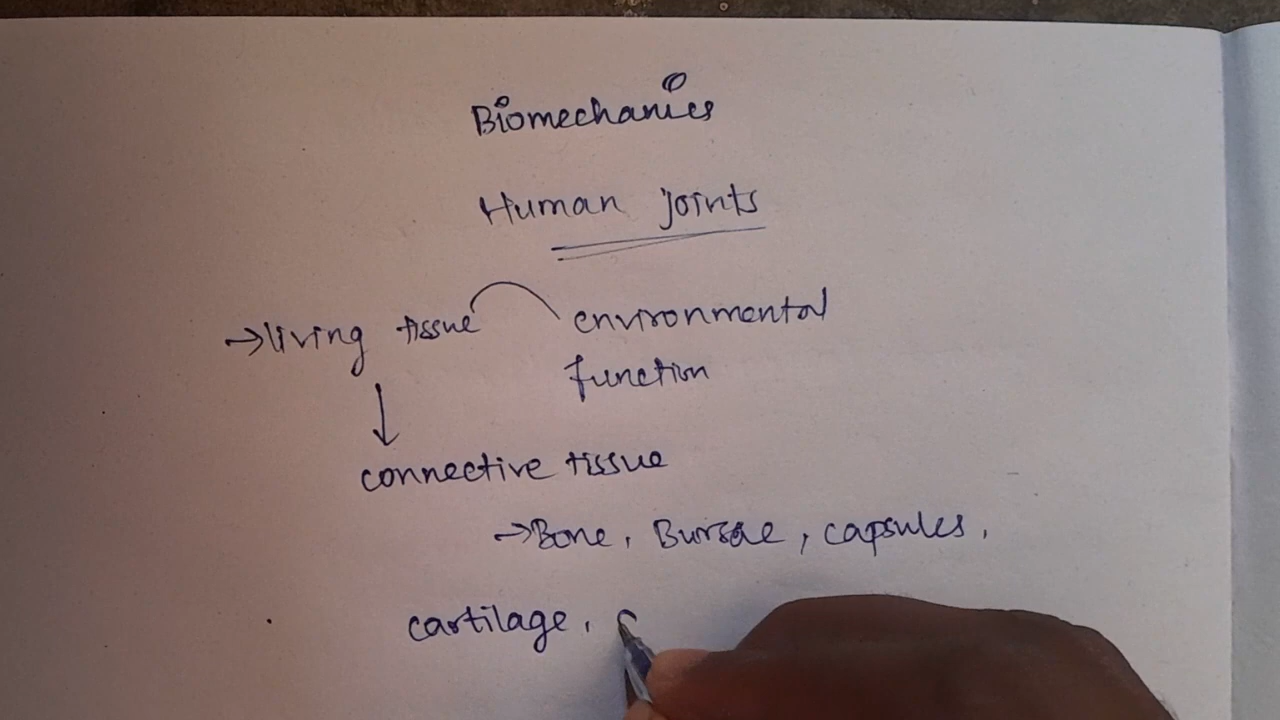 Biomechanics
Human joints
→living tissue environmental
function
↓
connective tissue
→Bone, Bursae, capsules,
cartilage,